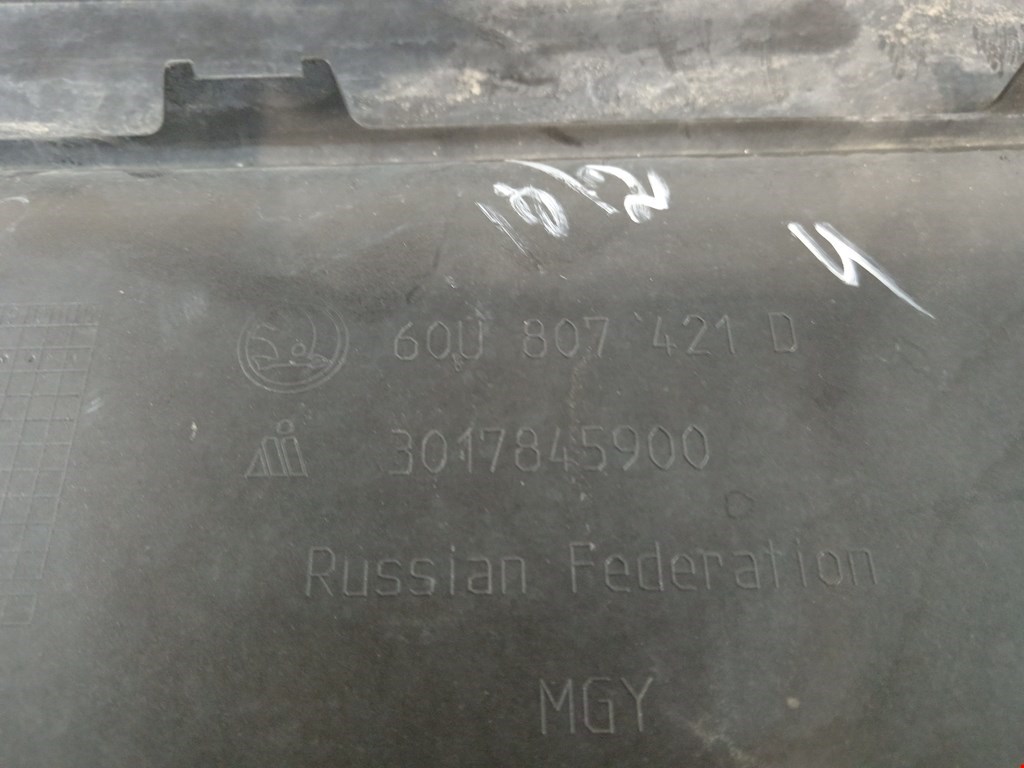 60U 807 421 D
3017845900
Russian Federation
MGY